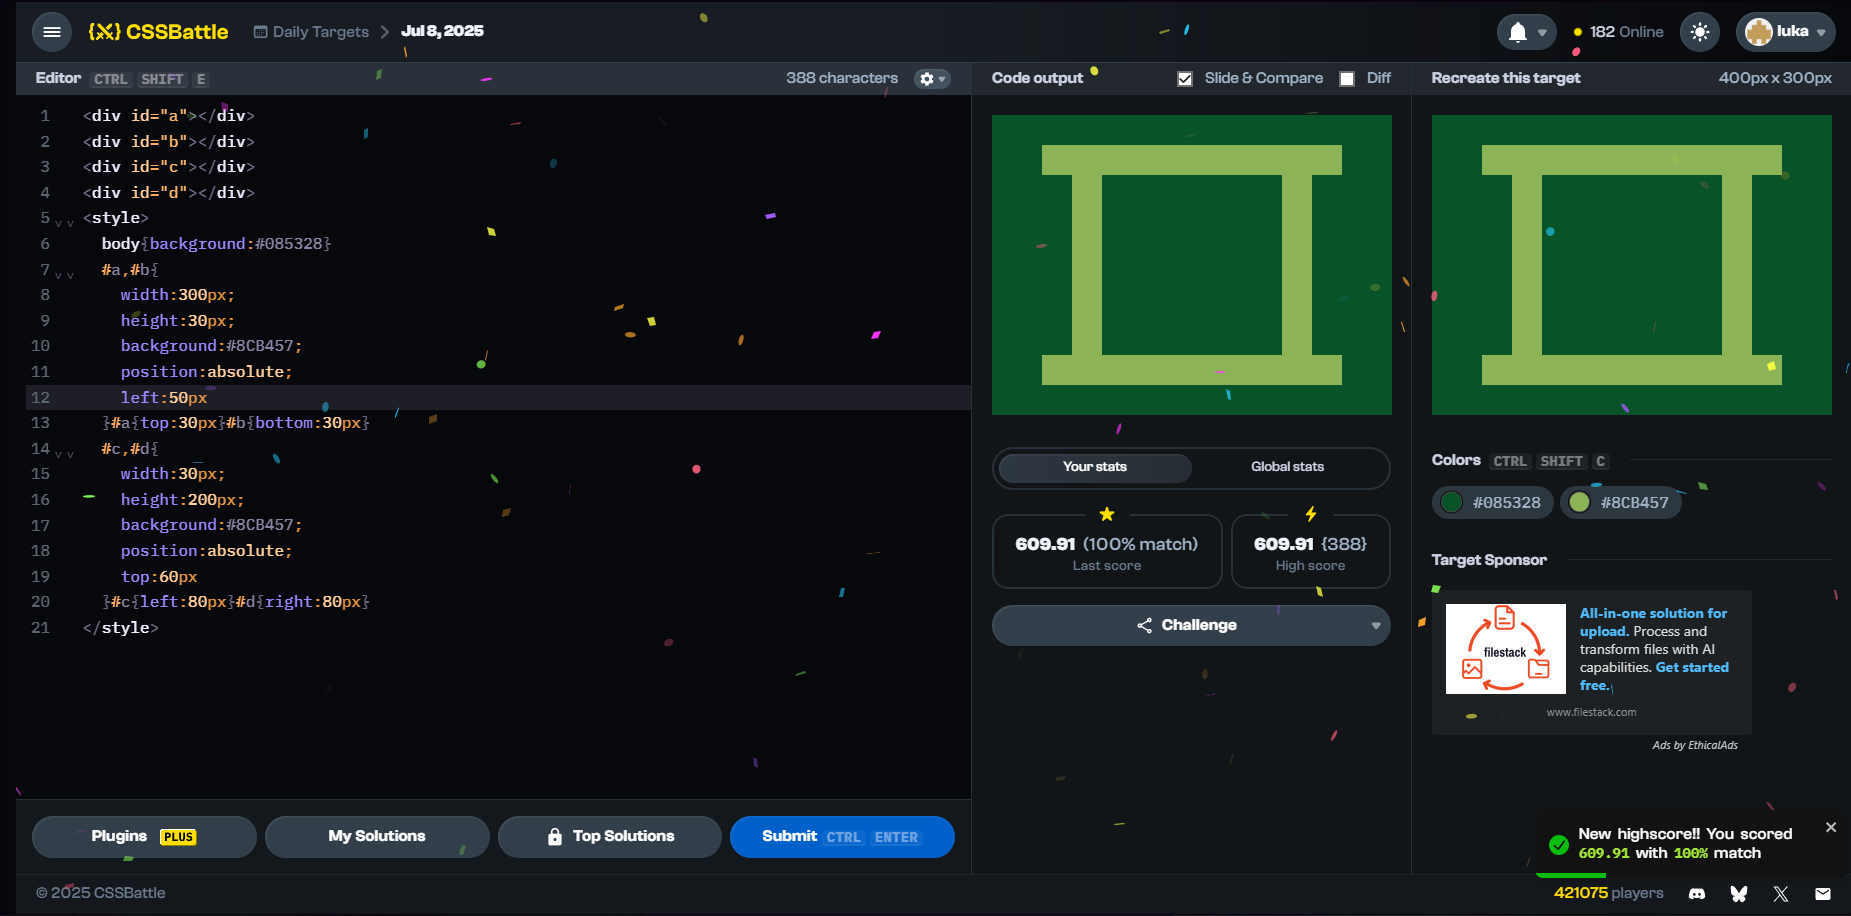 CSSBattle
Daily Targets
Jul 8, 2025
182 Online
luka
Editor CTRL SHIFT E
388 characters
Code output
Slide & Compare
Diff
Recreate this target
400px x 300px
1 <div id="a"></div>
2 <div id="b"></div>
3 <div id="c"></div>
4 <div id="d"></div>
5 <style>
6 body{background:#085328}
7 #a,#b{
8 width:300px;
9 height:30px;
10 background:#8CB457;
11 position:absolute;
12 left:50px
13 }#a{top:30px}#b{bottom:30px}
14 #c,#d{
15 width:30px;
16 height:200px;
17 background:#8CB457;
18 position:absolute;
19 top:60px
20 }#c{left:80px}#d{right:80px}
21 </style>
Your stats
Global stats
609.91 (100% match)
Last score
609.91 {388}
High score
Challenge
Colors CTRL SHIFT C
#085328
#8CB457
Target Sponsor
filestack
All-in-one solution for
upload. Process and
transform files with AI
capabilities. Get started
free.
www.filestack.com
Ads by EthicalAds
Plugins PLUS
My Solutions
Top Solutions
Submit CTRL ENTER
New highscore!! You scored
609.91 with 100% match
© 2025 CSSBattle
421075 players